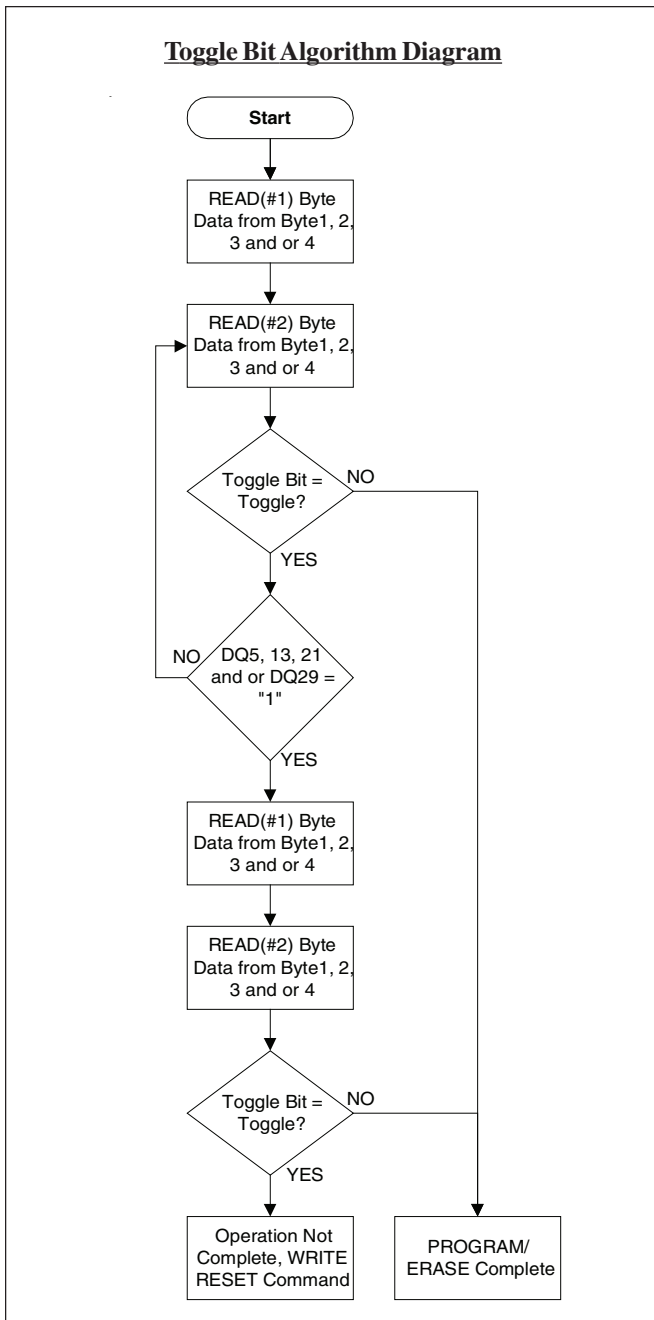 Toggle Bit Algorithm Diagram
Start
READ(#1) Byte
Data from Byte1, 2,
3 and or 4
READ(#2) Byte
Data from Byte1, 2,
3 and or 4
Toggle Bit =
Toggle?
NO
YES
DQ5, 13, 21
and or DQ29 =
"1"
NO
YES
READ(#1) Byte
Data from Byte1, 2,
3 and or 4
READ(#2) Byte
Data from Byte1, 2,
3 and or 4
Toggle Bit =
Toggle?
NO
YES
Operation Not
Complete, WRITE
RESET Command
PROGRAM/
ERASE Complete